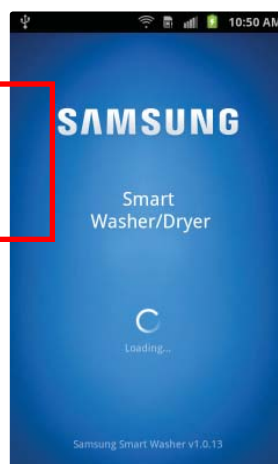 10:50 AM
SAMSUNG
Smart
Washer/Dryer
Loading...
Samsung Smart Washer v1.0.13